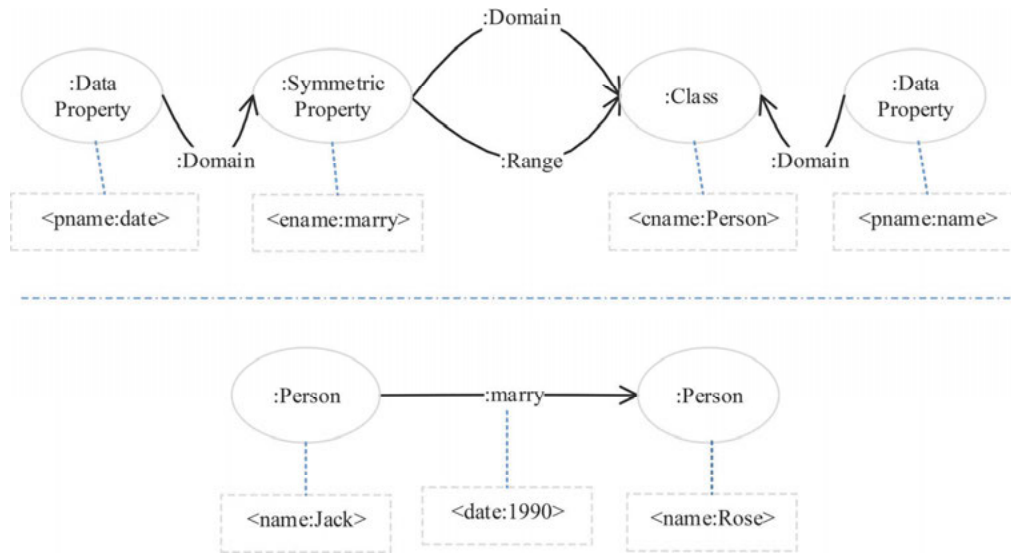 :Domain
:Data
Property
:Symmetric
Property
:Class
:Data
Property
:Domain
:Range
:Domain
<pname:date>
<ename:marry>
<cname:Person>
<pname:name>
:Person
:marry
:Person
<name:Jack>
<date:1990>
<name:Rose>